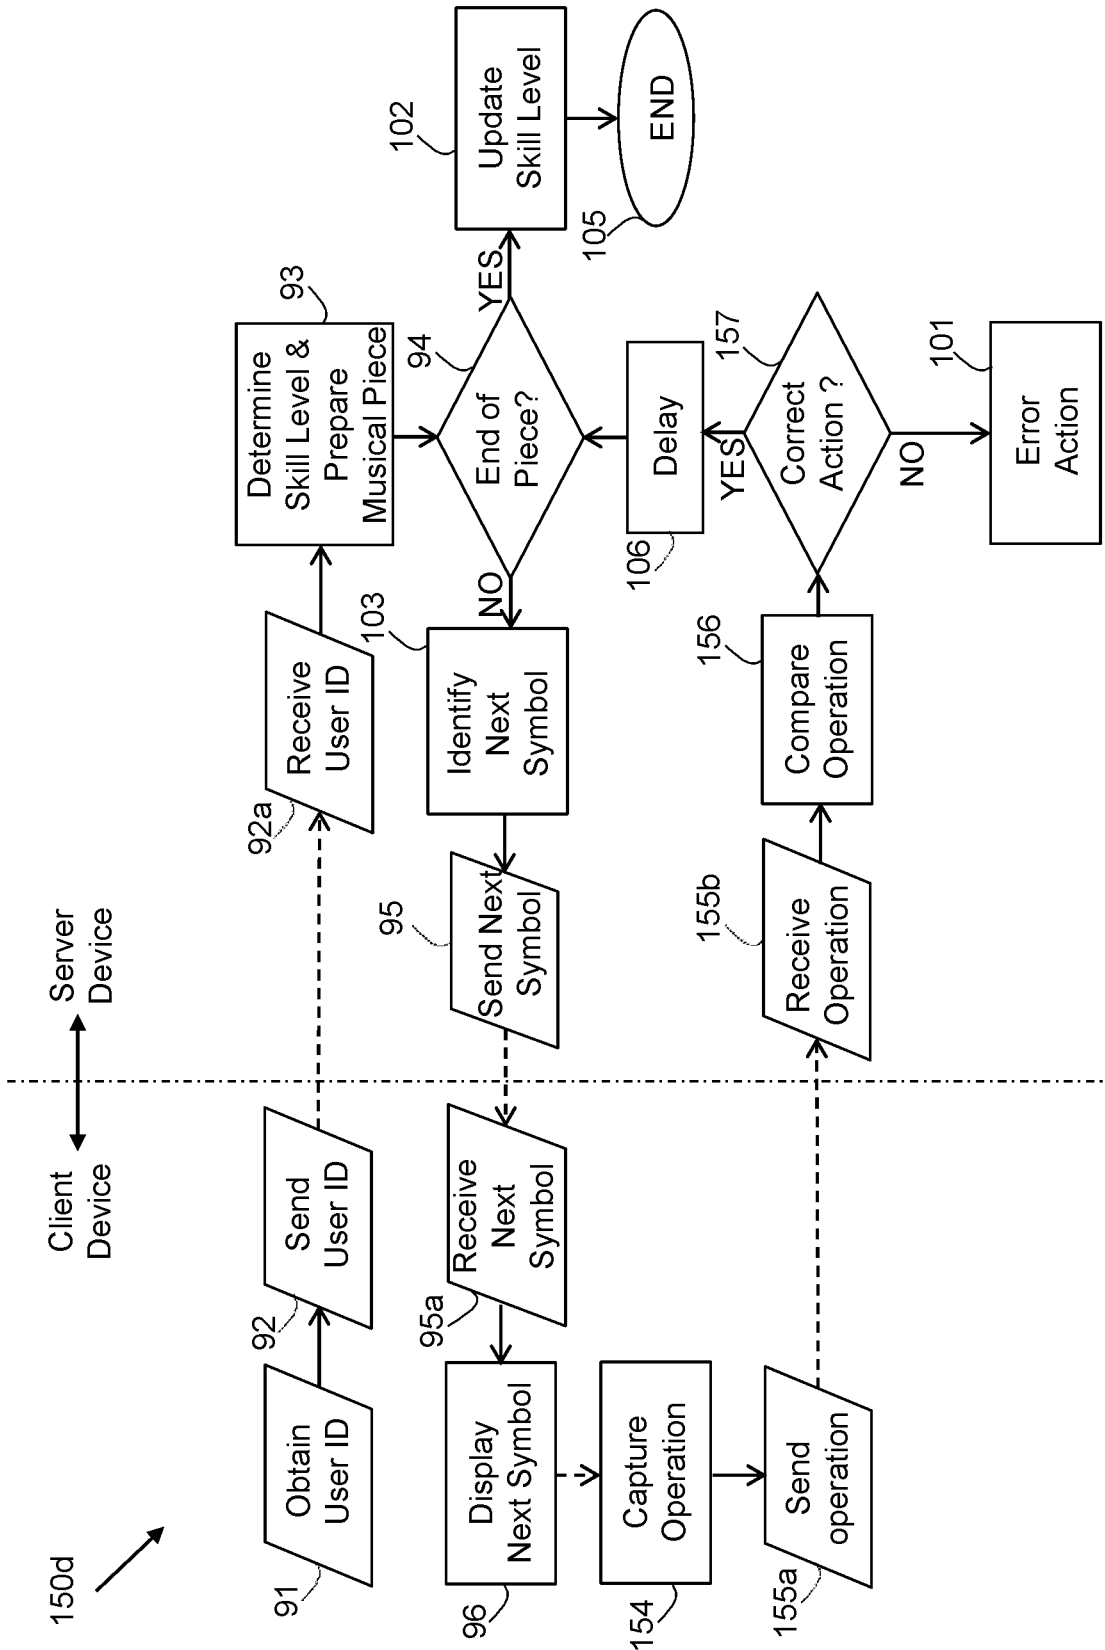 150d
Client
Device
Server
Device
91
Obtain
User ID
92
Send
User ID
92a
Receive
User ID
93
Determine
Skill Level &
Prepare
Musical Piece
96
Display
Next Symbol
95a
Receive
Next
Symbol
95
Send Next
Symbol
103
Identify
Next
Symbol
NO
94
End of
Piece?
YES
102
Update
Skill Level
105
END
154
Capture
Operation
106
Delay
155a
Send
operation
155b
Receive
Operation
156
Compare
Operation
157
Correct
Action ?
YES
NO
101
Error
Action